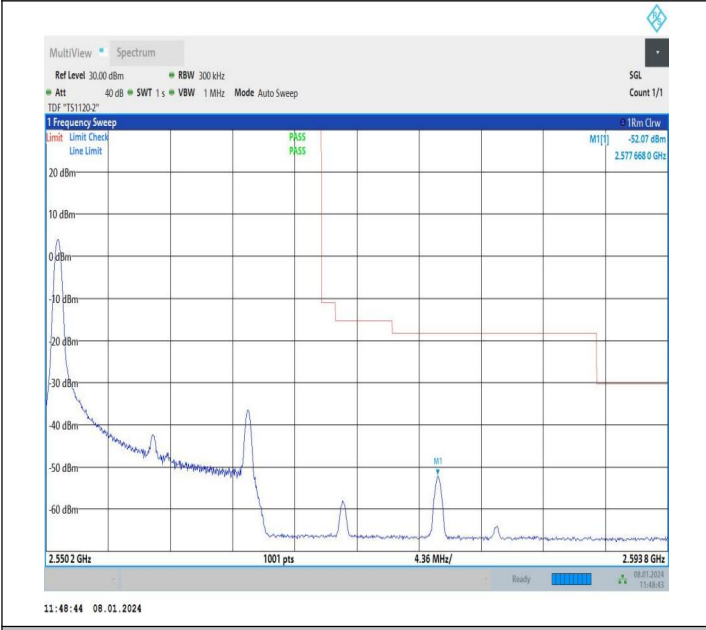 MultiView Spectrum
Ref Level 30.00 dBm RBW 300 kHz SGL
Att 40 dB SWT 1 s VBW 1 MHz Mode Auto Sweep Count 1/1
TDF "TS1120-2"
1 Frequency Sweep 1Rm Clrw
Limit Limit Check PASS M1[1] -52.07 dBm
Line Limit PASS 2.577 668 0 GHz
20 dBm
10 dBm
0 dBm
-10 dBm
-20 dBm
-30 dBm
-40 dBm
M1
-50 dBm
-60 dBm
2.550 2 GHz 1001 pts 4.36 MHz/ 2.593 8 GHz
Ready 08.01.2024
11:48:43
11:48:44 08.01.2024